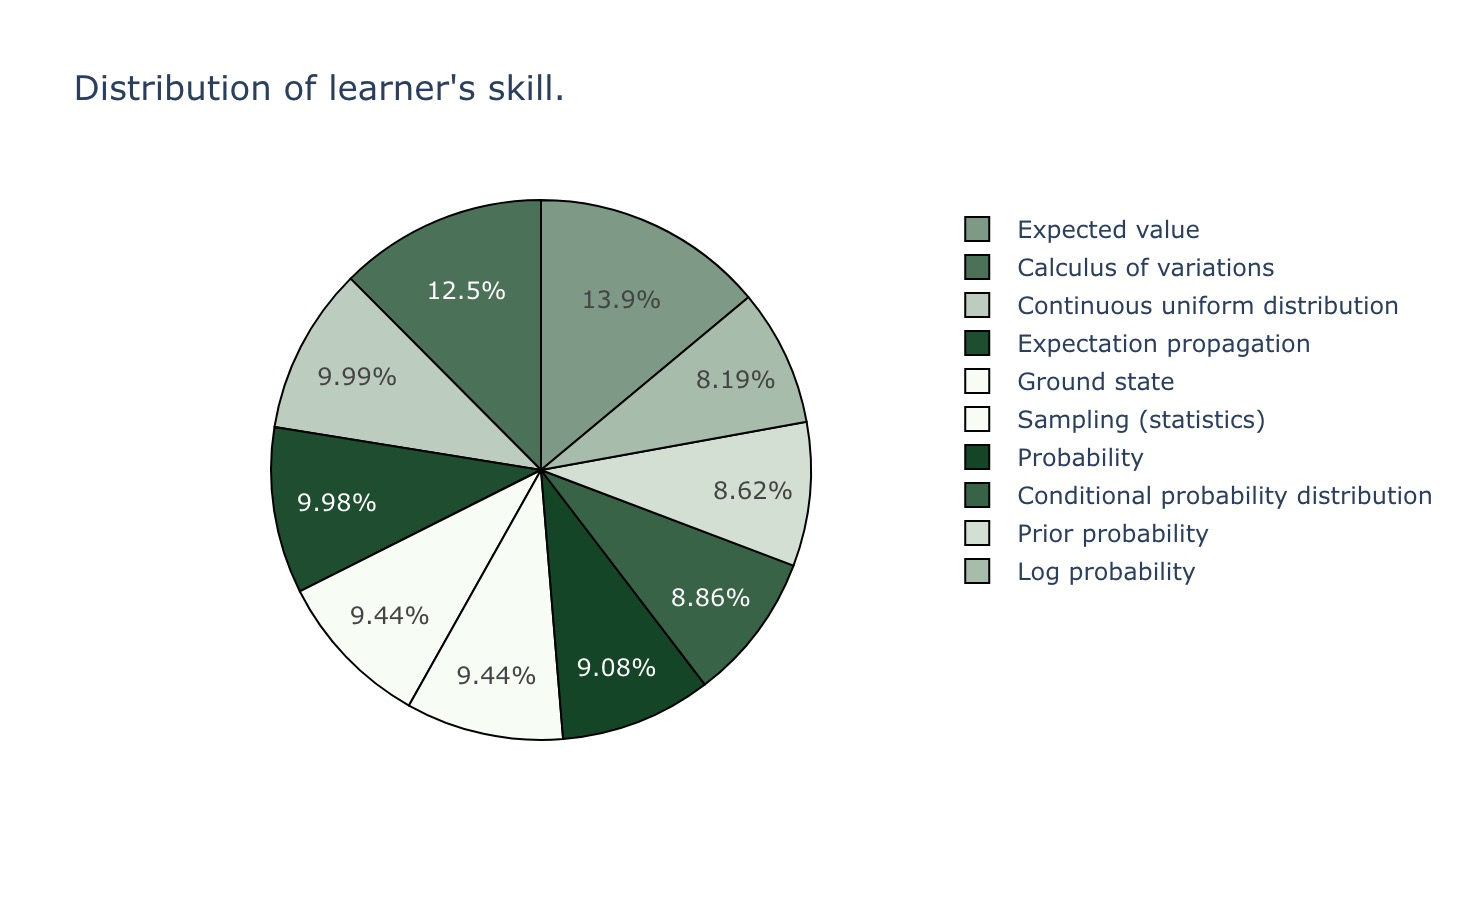 Distribution of learner's skill.
12.5%
13.9%
9.99%
8.19%
9.98%
8.62%
9.44%
8.86%
9.44%
9.08%
Expected value
Calculus of variations
Continuous uniform distribution
Expectation propagation
Ground state
Sampling (statistics)
Probability
Conditional probability distribution
Prior probability
Log probability